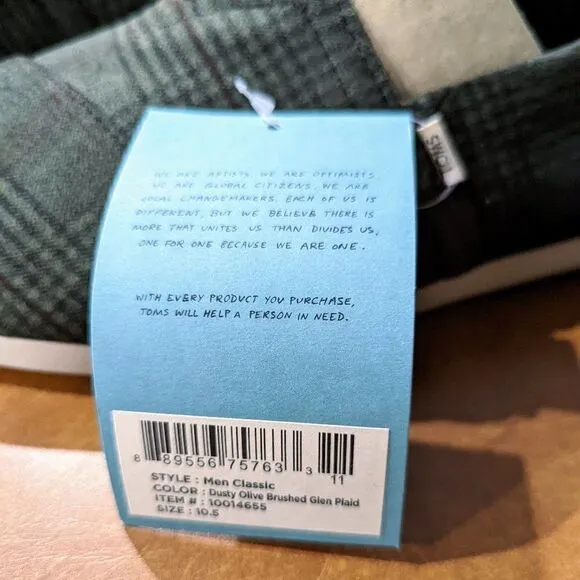 WE ARE ARTISTS. WE ARE OPTIMISTS.
WE ARE GLOBAL CITIZENS. WE ARE
LOCAL CHANGEMAKERS. EACH OF US IS
DIFFERENT, BUT WE BELIEVE THERE IS
MORE THAT UNITES US THAN DIVIDES US,
ONE FOR ONE BECAUSE WE ARE ONE.
WITH EVERY PRODUCT YOU PURCHASE,
TOMS WILL HELP A PERSON IN NEED.
8 89556 75763 3 11
STYLE : Men Classic
COLOR : Dusty Olive Brushed Glen Plaid
ITEM # : 10014655
SIZE : 10.5
TOMS